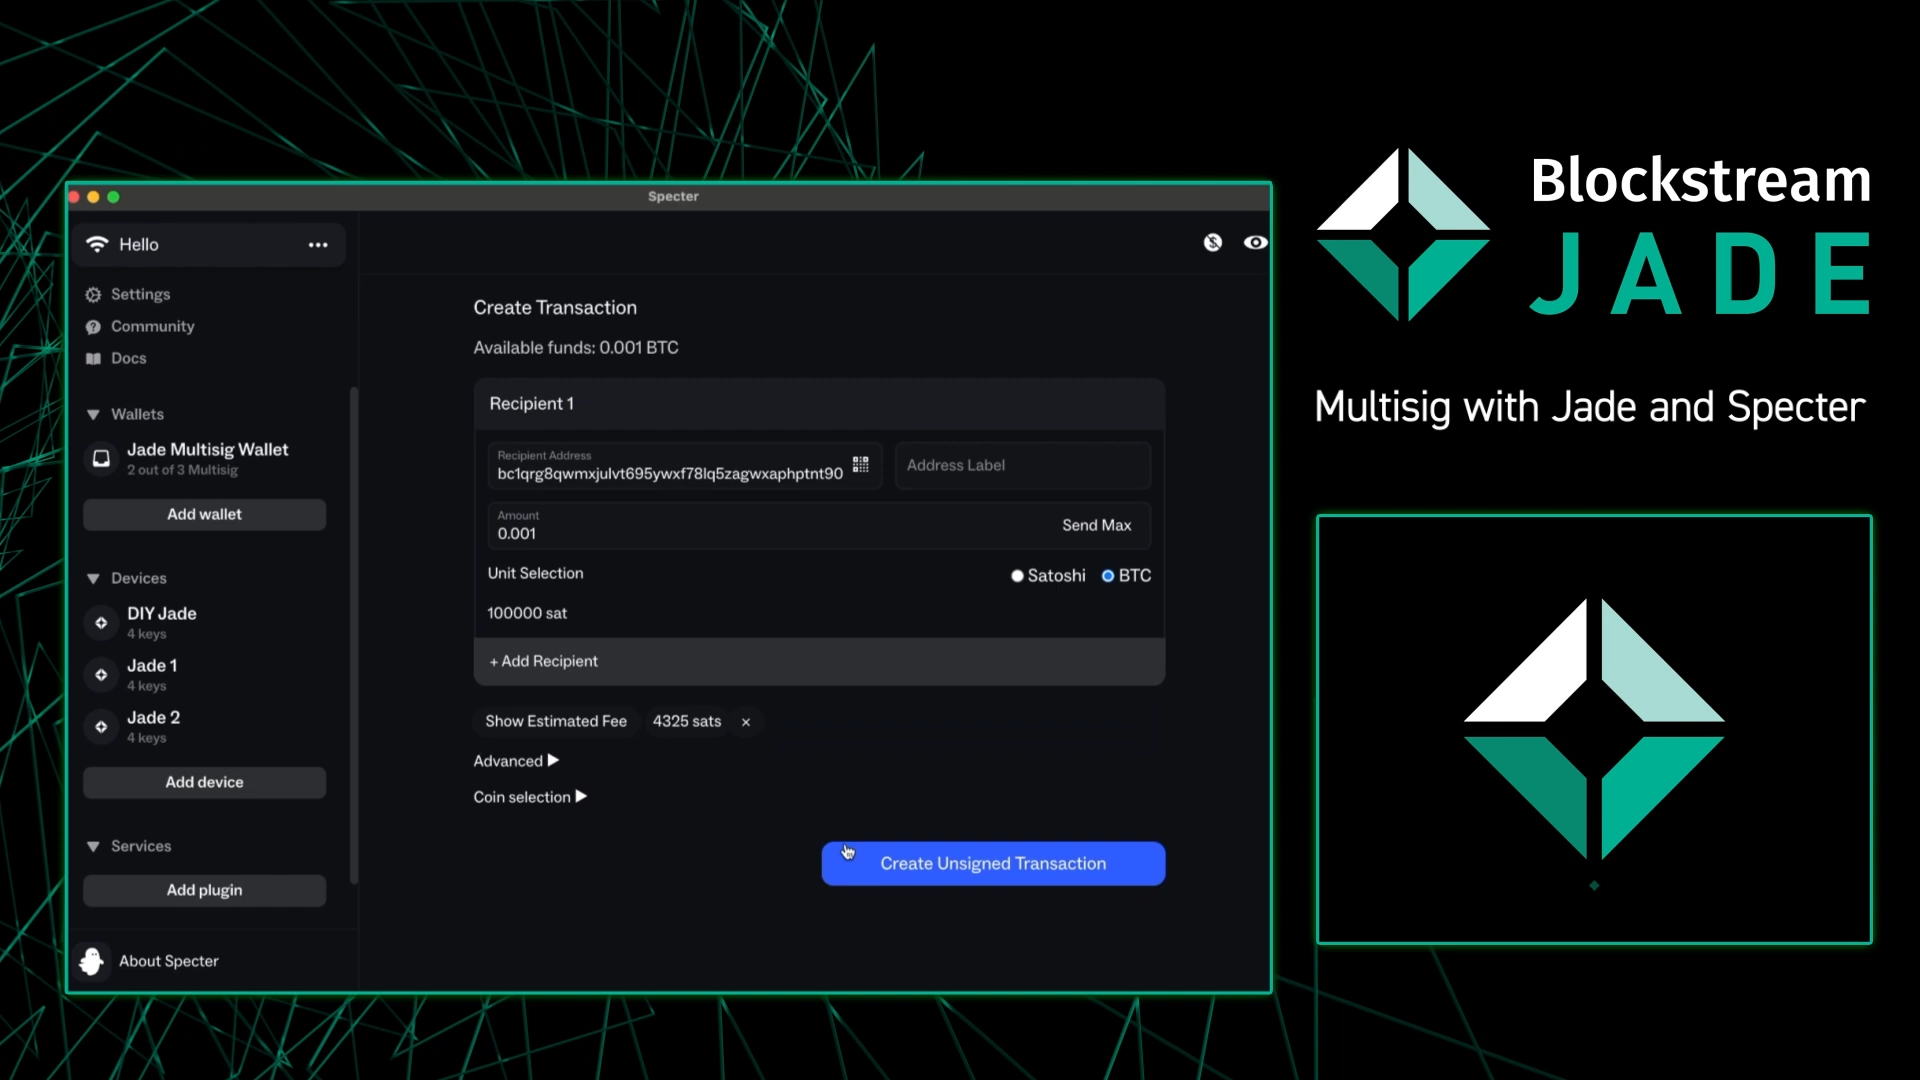 Specter
Hello
Settings
Community
Docs
Wallets
Jade Multisig Wallet
2 out of 3 Multisig
Add wallet
Devices
DIY Jade
4 keys
Jade 1
4 keys
Jade 2
4 keys
Add device
Services
Add plugin
About Specter
Create Transaction
Available funds: 0.001 BTC
Recipient 1
Recipient Address
bc1qrg8qwmxjulvt695ywxf78lq5zagwxaphptnt90
Address Label
Amount
0.001
Send Max
Unit Selection
Satoshi BTC
100000 sat
+ Add Recipient
Show Estimated Fee 4325 sats ×
Advanced
Coin selection
Create Unsigned Transaction
Blockstream
JADE
Multisig with Jade and Specter